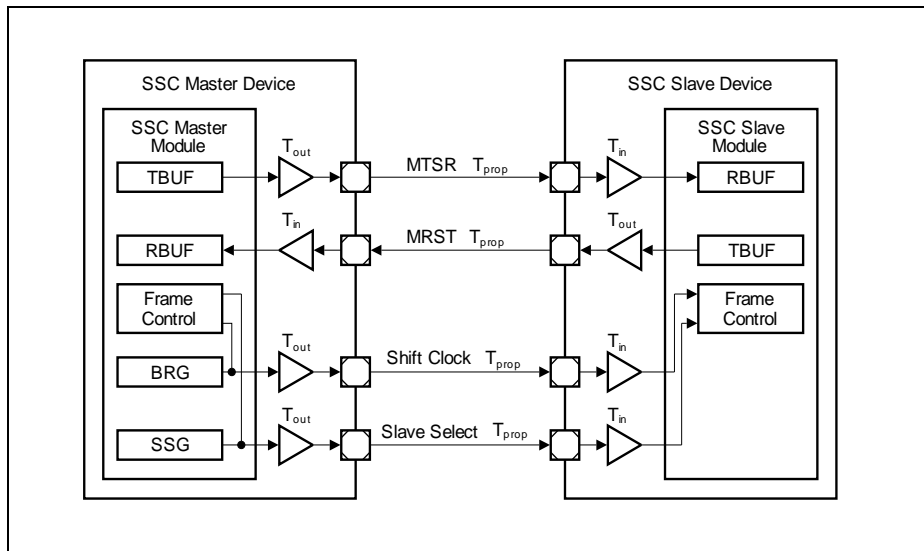 SSC Master Device
SSC Slave Device
SSC Master
Module
SSC Slave
Module
TBUF
Tout
MTSR Tprop
Tin
RBUF
RBUF
Tin
MRST Tprop
Tout
TBUF
Frame
Control
Frame
Control
BRG
Tout
Shift Clock Tprop
Tin
SSG
Tout
Slave Select Tprop
Tin